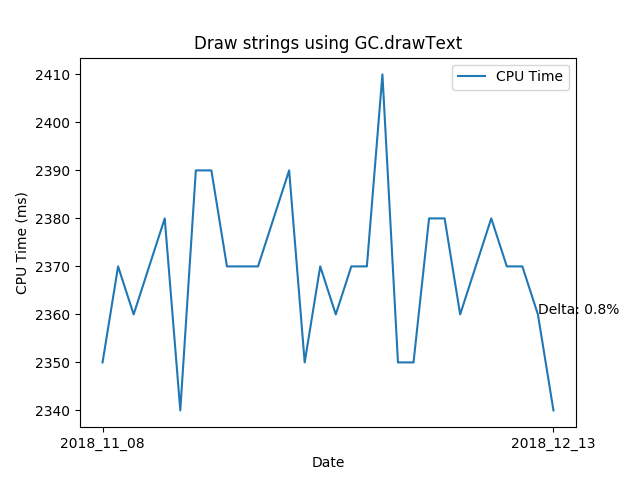 Draw strings using GC.drawText
CPU Time
2410
2400
2390
2380
2370
2360
2350
2340
CPU Time (ms)
Delta: 0.8%
2018_11_08
2018_12_13
Date